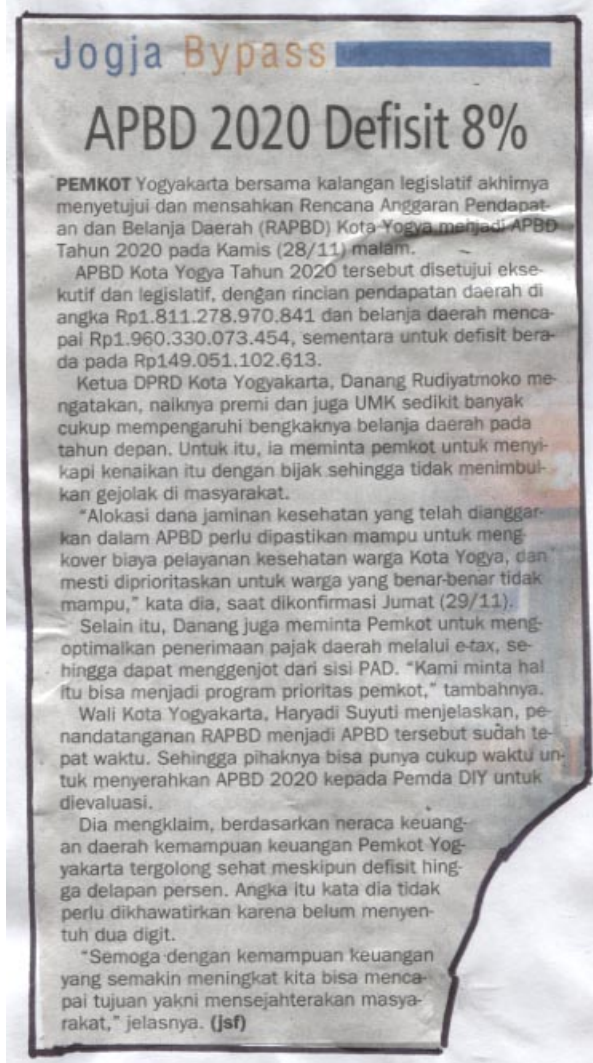 Jogja Bypass
APBD 2020 Defisit 8%
PEMKOT Yogyakarta bersama kalangan legislatif akhirnya
menyetujui dan mensahkan Rencana Anggaran Pendapat-
an dan Belanja Daerah (RAPBD) Kota Yogya menjadi APBD
Tahun 2020 pada Kamis (28/11) malam.
APBD Kota Yogya Tahun 2020 tersebut disetujui ekse-
kutif dan legislatif, dengan rincian pendapatan daerah di
angka Rp1.811.278.970.841 dan belanja daerah menca-
pai Rp1.960.330.073.454, sementara untuk defisit bera-
da pada Rp149.051.102.613.
Ketua DPRD Kota Yogyakarta, Danang Rudiyatmoko me-
ngatakan, naiknya premi dan juga UMK sedikit banyak
cukup mempengaruhi bengkaknya belanja daerah pada
tahun depan. Untuk itu, ia meminta pemkot untuk menyi-
kapi kenaikan itu dengan bijak sehingga tidak menimbul-
kan gejolak di masyarakat.
"Alokasi dana jaminan kesehatan yang telah dianggar-
kan dalam APBD perlu dipastikan mampu untuk meng-
kover biaya pelayanan kesehatan warga Kota Yogya, dan
mesti diprioritaskan untuk warga yang benar-benar tidak
mampu," kata dia, saat dikonfirmasi Jumat (29/11).
Selain itu, Danang juga meminta Pemkot untuk meng-
optimalkan penerimaan pajak daerah melalui e-tax, se-
hingga dapat menggenjot dari sisi PAD. "Kami minta hal
itu bisa menjadi program prioritas pemkot," tambahnya.
Wali Kota Yogyakarta, Haryadi Suyuti menjelaskan, pe-
nandatanganan RAPBD menjadi APBD tersebut sudah te-
pat waktu. Sehingga pihaknya bisa punya cukup waktu un-
tuk menyerahkan APBD 2020 kepada Pemda DIY untuk
dievaluasi.
Dia mengklaim, berdasarkan neraca keuang-
an daerah kemampuan keuangan Pemkot Yog-
yakarta tergolong sehat meskipun defisit hing-
ga delapan persen. Angka itu kata dia tidak
perlu dikhawatirkan karena belum menyen-
tuh dua digit.
"Semoga dengan kemampuan keuangan
yang semakin meningkat kita bisa menca-
pai tujuan yakni mensejahterakan masya-
rakat," jelasnya. (jsf)